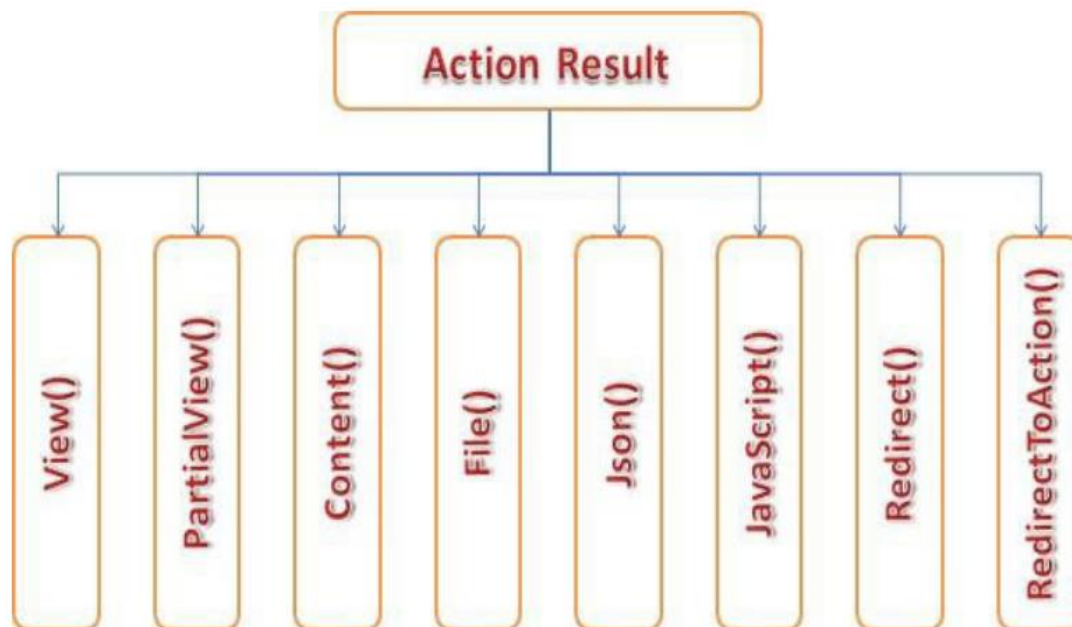 Action Result
View()
PartialView()
Content()
File()
Json()
JavaScript()
Redirect()
RedirectToAction()